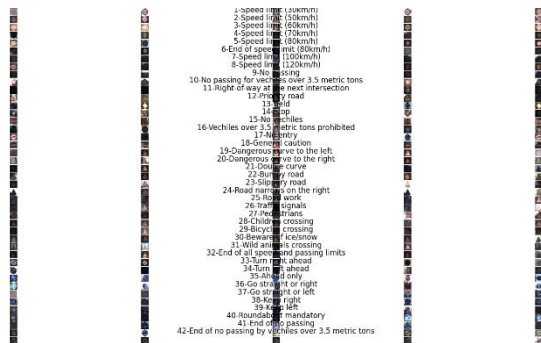 1-Speed limit (30km/h)
2-Speed limit (50km/h)
3-Speed limit (60km/h)
4-Speed limit (70km/h)
5-Speed limit (80km/h)
6-End of speed limit (80km/h)
7-Speed limit (100km/h)
8-Speed limit (120km/h)
9-No passing
10-No passing for vechiles over 3.5 metric tons
11-Right-of-way at the next intersection
12-Priority road
13-Yield
14-Stop
15-No vechiles
16-Vechiles over 3.5 metric tons prohibited
17-No entry
18-General caution
19-Dangerous curve to the left
20-Dangerous curve to the right
21-Double curve
22-Bumpy road
23-Slippery road
24-Road narrows on the right
25-Road work
26-Traffic signals
27-Pedestrians
28-Children crossing
29-Bicycles crossing
30-Beware of ice/snow
31-Wild animals crossing
32-End of all speed and passing limits
33-Turn right ahead
34-Turn left ahead
35-Ahead only
36-Go straight or right
37-Go straight or left
38-Keep right
39-Keep left
40-Roundabout mandatory
41-End of no passing
42-End of no passing by vechiles over 3.5 metric tons